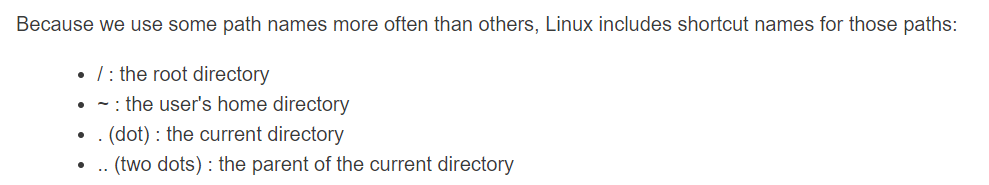 Because we use some path names more often than others, Linux includes shortcut names for those paths:
• / : the root directory
• ~ : the user's home directory
• . (dot) : the current directory
• .. (two dots) : the parent of the current directory